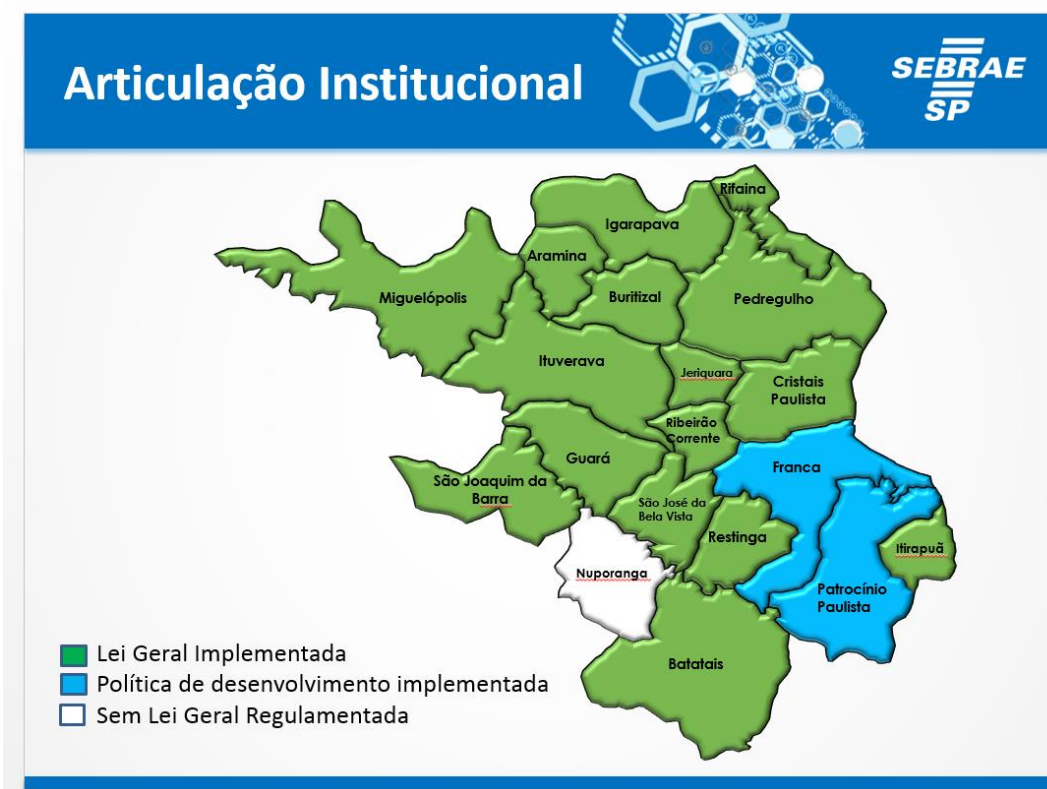 Articulação Institucional
SEBRAE
SP
Rifaina
Igarapava
Aramina
Miguelópolis
Buritizal
Pedregulho
Ituverava
Jeriquara
Cristais
Paulista
Ribeirão
Corrente
Guará
Franca
São Joaquim da
Barra
São José da
Bela Vista
Restinga
Itirapuã
Nuporanga
Patrocínio
Paulista
Batatais
Lei Geral Implementada
Política de desenvolvimento implementada
Sem Lei Geral Regulamentada